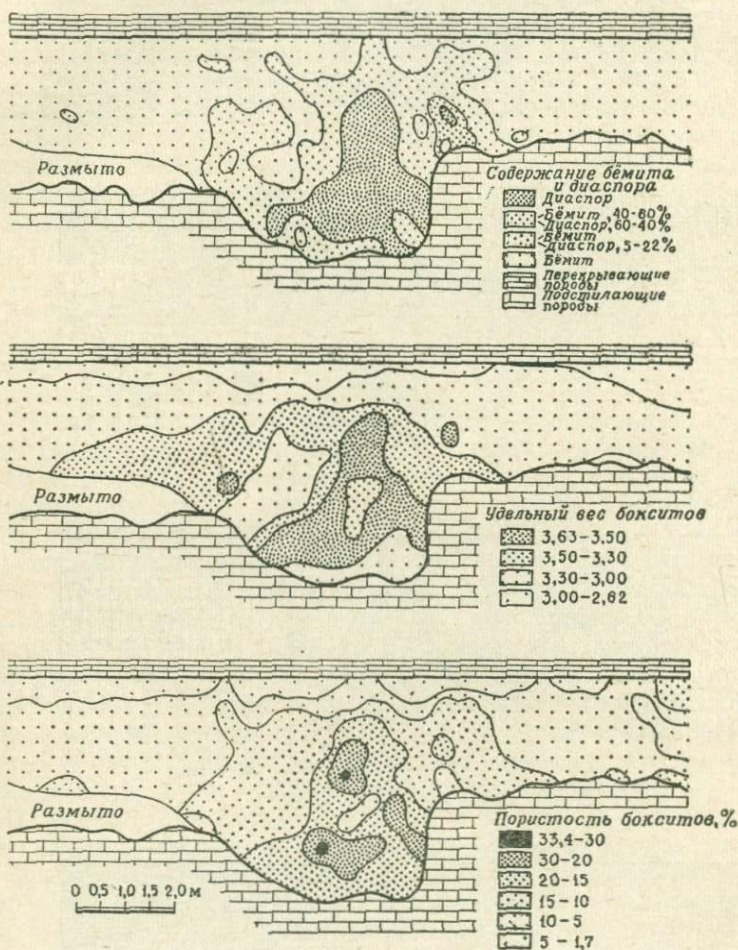 Размыто
Содержание бёмита
и диаспора
Диаспор
Бёмит, 40-60%
Диаспор, 60-40%
Бёмит
Диаспор, 5-22%
Бёмит
Перекрывающие
породы
Подстилающие
породы
Размыто
Удельный вес бокситов
3,63-3,50
3,50-3,30
3,30-3,00
3,00-2,62
Размыто
0 0,5 1,0 1,5 2,0 м
Пористость бокситов, %
33,4-30
30-20
20-15
15-10
10-5
5-1,7